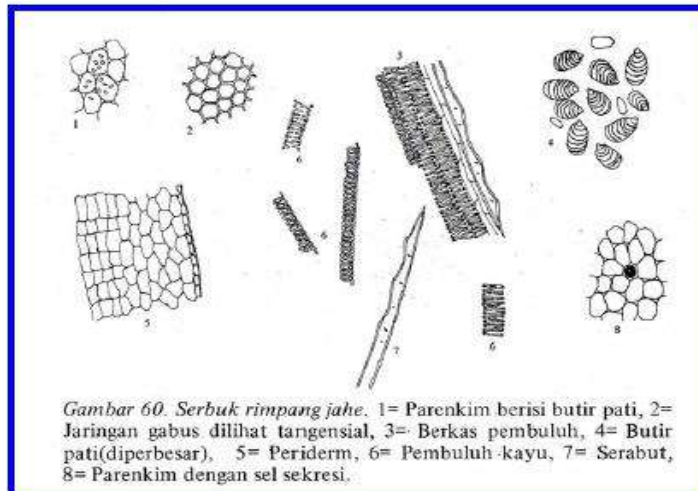 1
2
3
4
5
6
6
6
7
8
Gambar 60. Serbuk rimpang jahe. 1= Parenkim berisi butir pati, 2=
Jaringan gabus dilihat tangensial, 3= Berkas pembuluh, 4= Butir
pati(diperbesar), 5= Periderm, 6= Pembuluh kayu, 7= Serabut,
8= Parenkim dengan sel sekresi.